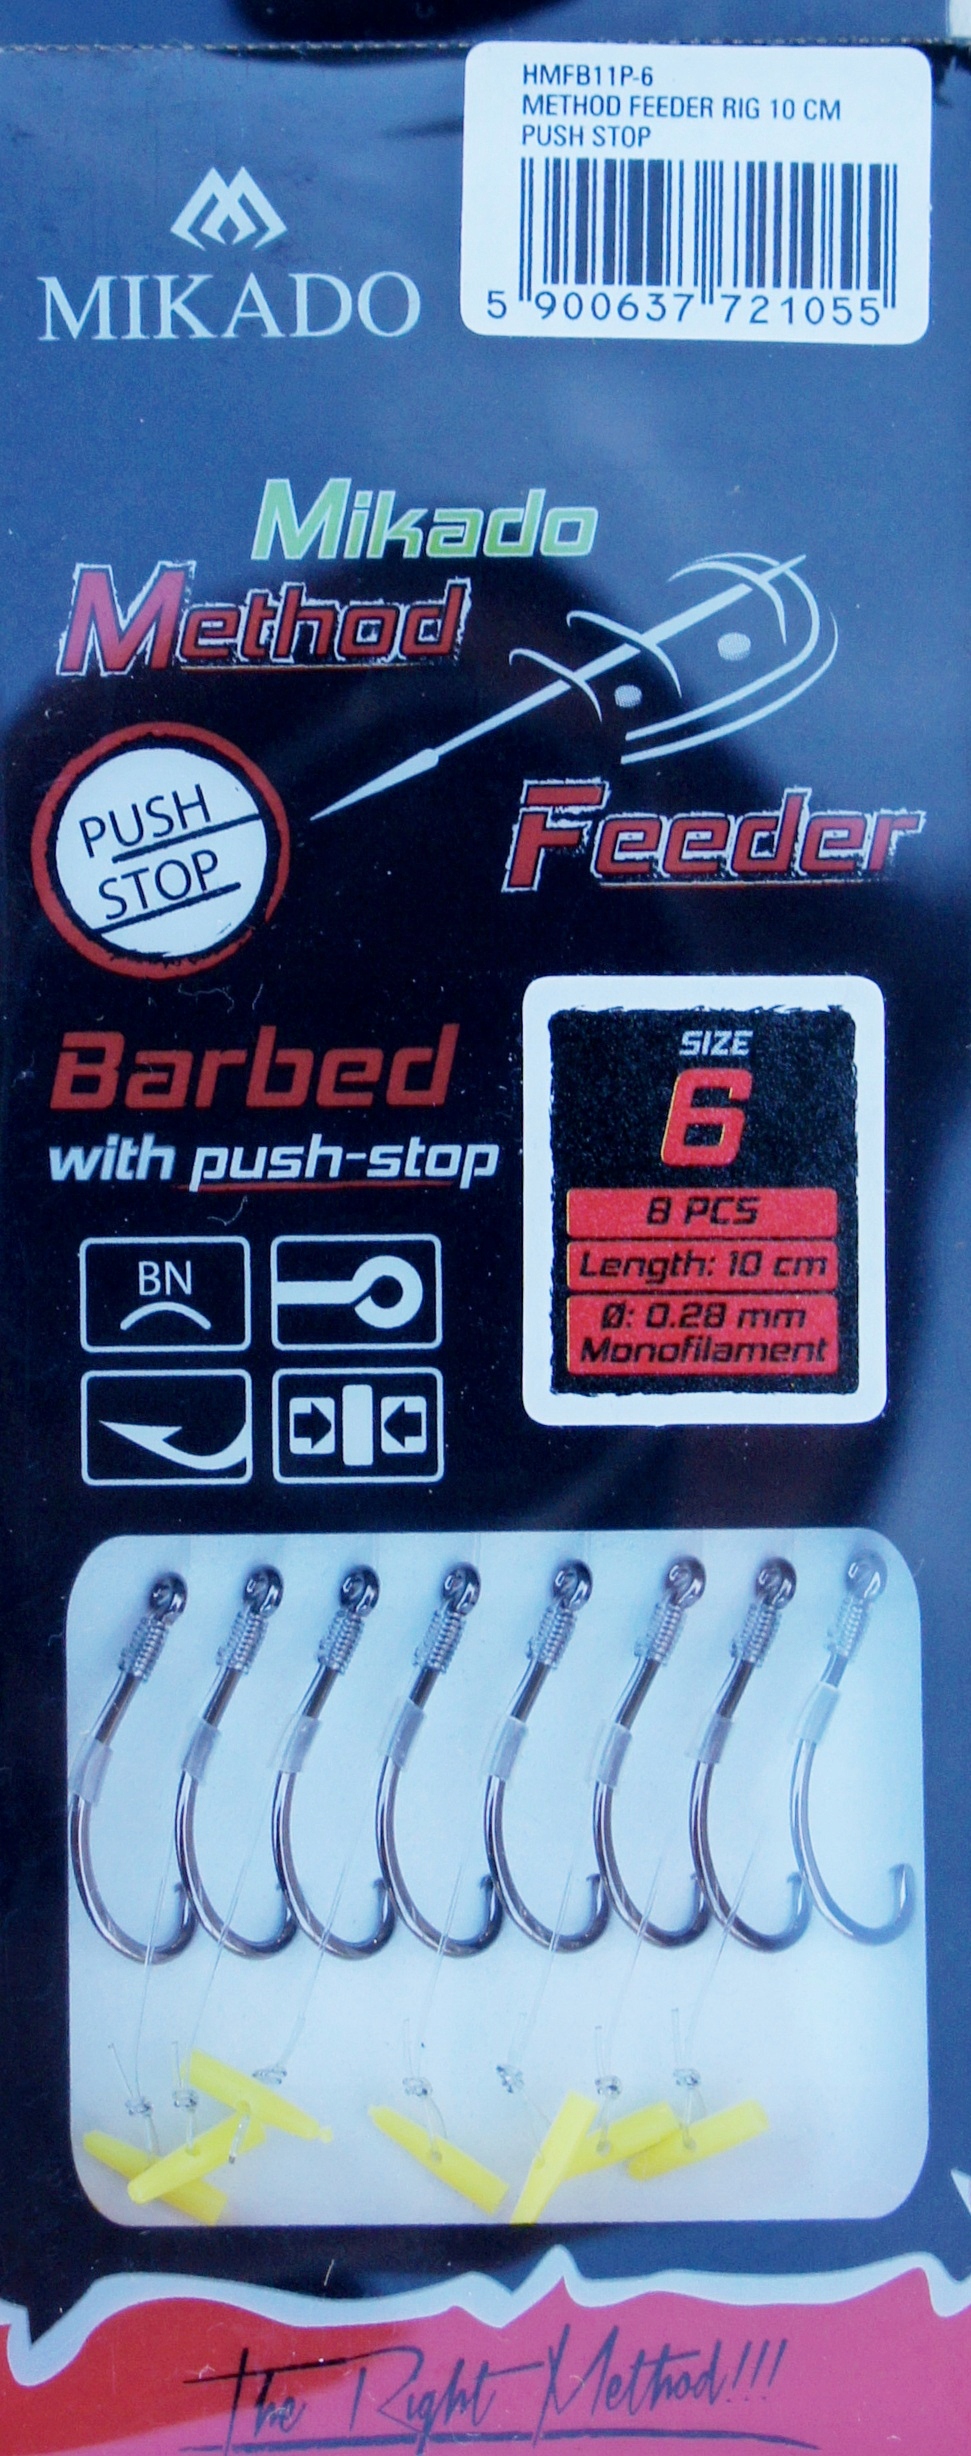 HMFB11P-6
METHOD FEEDER RIG 10 CM
PUSH STOP
5 900637 721055
MIKADO
Mikado
Method
Feeder
PUSH
STOP
Barbed
with push-stop
SIZE
6
8 PCS
Length: 10 cm
Ø: 0.28 mm
Monofilament
BN
The Right Method!!!